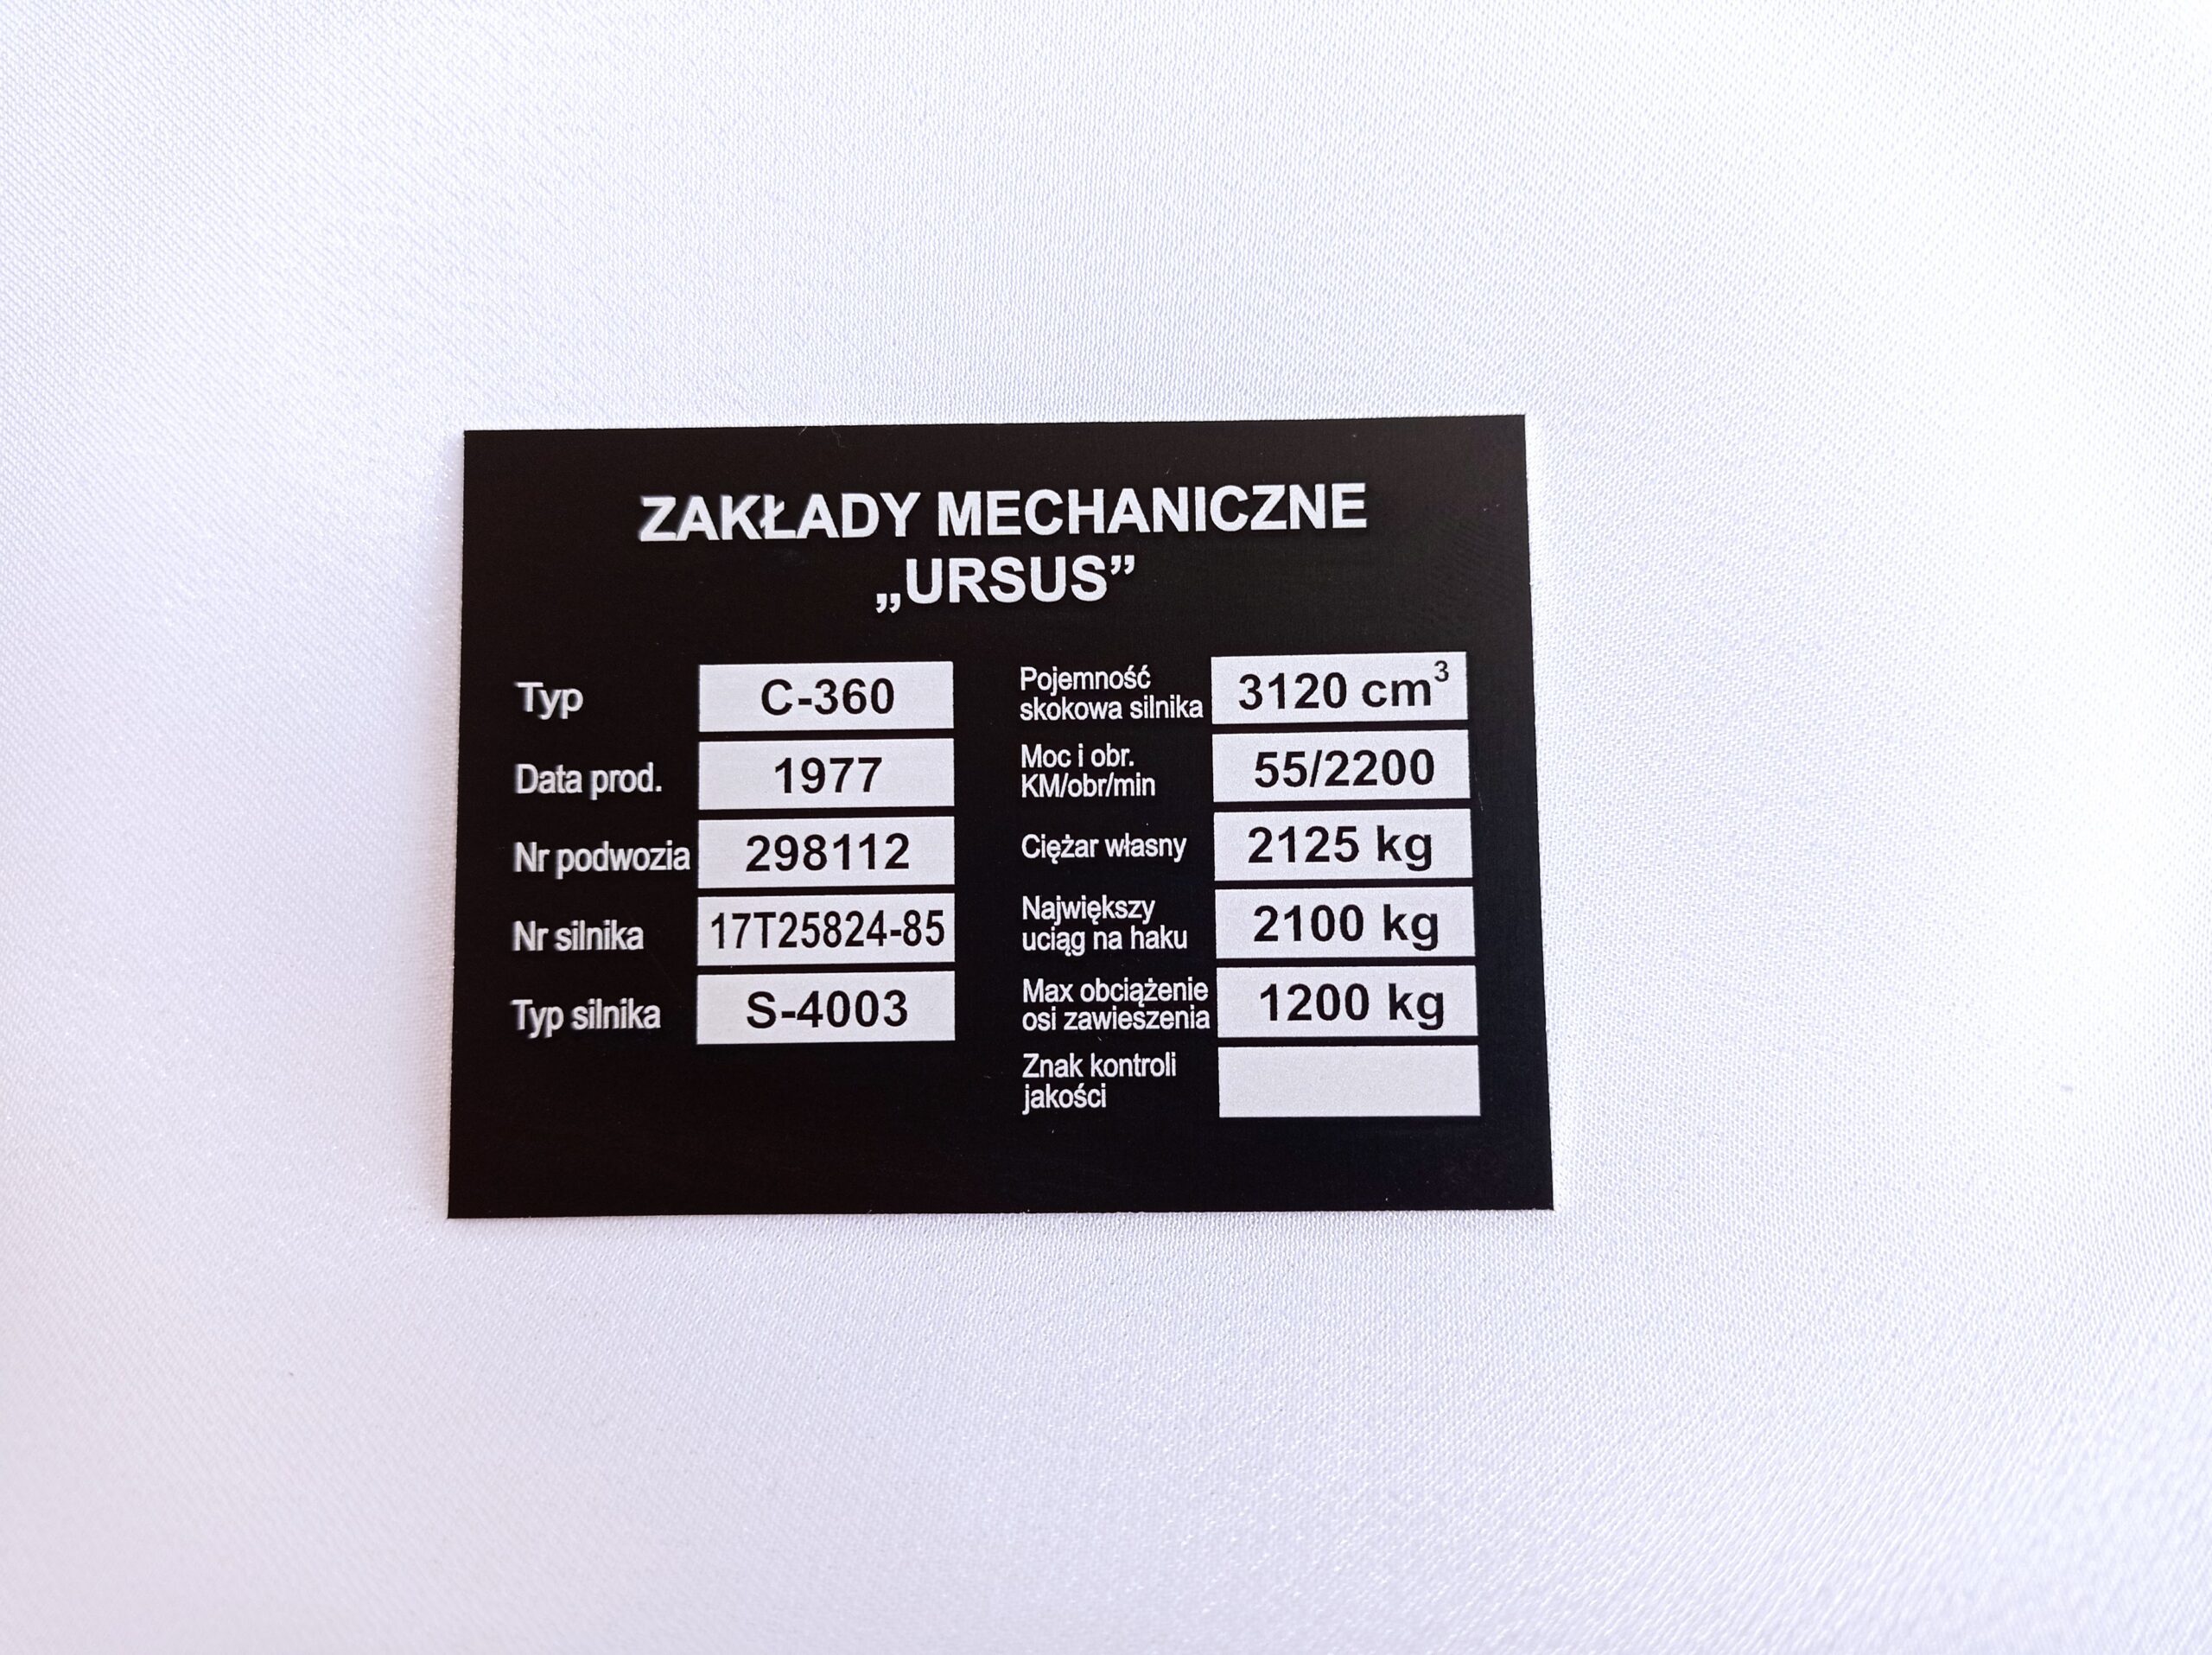 ZAKŁADY MECHANICZNE
„URSUS”
Typ C-360
Data prod. 1977
Nr podwozia 298112
Nr silnika 17T25824-85
Typ silnika S-4003
Pojemność
skokowa silnika 3120 cm³
Moc i obr.
KM/obr/min 55/2200
Ciężar własny 2125 kg
Największy
uciąg na haku 2100 kg
Max obciążenie
osi zawieszenia 1200 kg
Znak kontroli
jakości